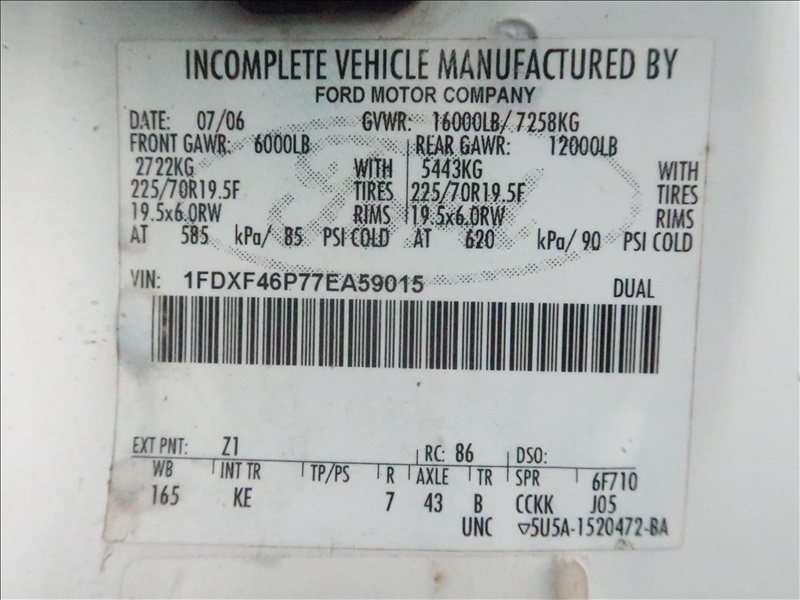 INCOMPLETE VEHICLE MANUFACTURED BY
FORD MOTOR COMPANY
DATE: 07/06 GVWR: 16000LB/ 7258KG
FRONT GAWR: 6000LB REAR GAWR: 12000LB
2722KG WITH 5443KG WITH
225/70R19.5F TIRES 225/70R19.5F TIRES
19.5x6.0RW RIMS 19.5x6.0RW RIMS
AT 585 kPa/ 85 PSI COLD AT 620 kPa/ 90 PSI COLD
VIN: 1FDXF46P77EA59015 DUAL
EXT PNT: Z1 RC: 86 DSO:
WB INT TR TP/PS R AXLE TR SPR 6F710
165 KE 7 43 B CCKK J05
UNC ▽5U5A-1520472-BA